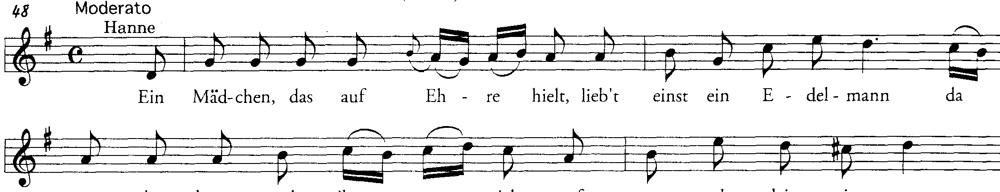 48
Moderato
Hanne
Ein Mäd-chen, das auf Eh - re hielt, lieb't einst ein E - del - mann da